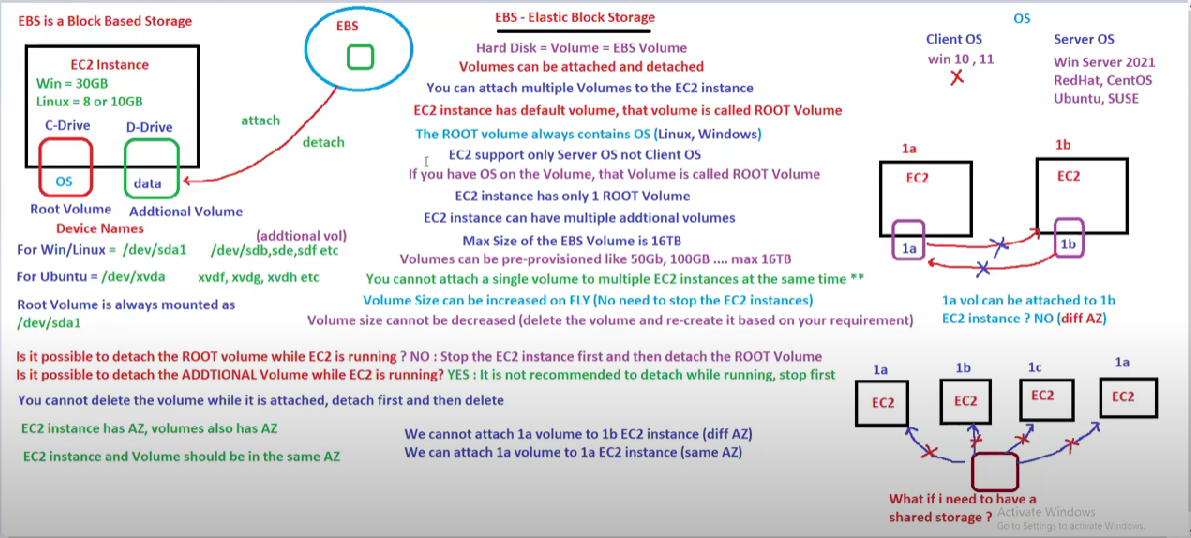 EBS is a Block Based Storage
EC2 Instance
Win = 30GB
Linux = 8 or 10GB
C-Drive
D-Drive
OS
data
Root Volume
Addtional Volume
EBS
attach
detach
Device Names
(addtional vol)
For Win/Linux = /dev/sda1
/dev/sdb,sde,sdf etc
For Ubuntu = /dev/xvda
xvdf, xvdg, xvdh etc
Root Volume is always mounted as
/dev/sda1
EBS - Elastic Block Storage
Hard Disk = Volume = EBS Volume
Volumes can be attached and detached
You can attach multiple Volumes to the EC2 instance
EC2 instance has default volume, that volume is called ROOT Volume
The ROOT volume always contains OS (Linux, Windows)
EC2 support only Server OS not Client OS
If you have OS on the Volume, that Volume is called ROOT Volume
EC2 instance has only 1 ROOT Volume
EC2 instance can have multiple addtional volumes
Max Size of the EBS Volume is 16TB
Volumes can be pre-provisioned like 50Gb, 100GB .... max 16TB
You cannot attach a single volume to multiple EC2 instances at the same time **
Volume Size can be increased on FLY (No need to stop the EC2 instances)
Volume size cannot be decreased (delete the volume and re-create it based on your requirement)
OS
Client OS
win 10 , 11
Server OS
Win Server 2021
RedHat, CentOS
Ubuntu, SUSE
1a
EC2
1a
1b
EC2
1b
1a vol can be attached to 1b
EC2 instance ? NO (diff AZ)
Is it possible to detach the ROOT volume while EC2 is running ? NO : Stop the EC2 instance first and then detach the ROOT Volume
Is it possible to detach the ADDTIONAL Volume while EC2 is running? YES : It is not recommended to detach while running, stop first
You cannot delete the volume while it is attached, detach first and then delete
EC2 instance has AZ, volumes also has AZ
EC2 instance and Volume should be in the same AZ
We cannot attach 1a volume to 1b EC2 instance (diff AZ)
We can attach 1a volume to 1a EC2 instance (same AZ)
1a
EC2
1b
EC2
1c
EC2
1a
EC2
What if i need to have a
shared storage ?
Activate Windows
Go to Settings to activate Windows.